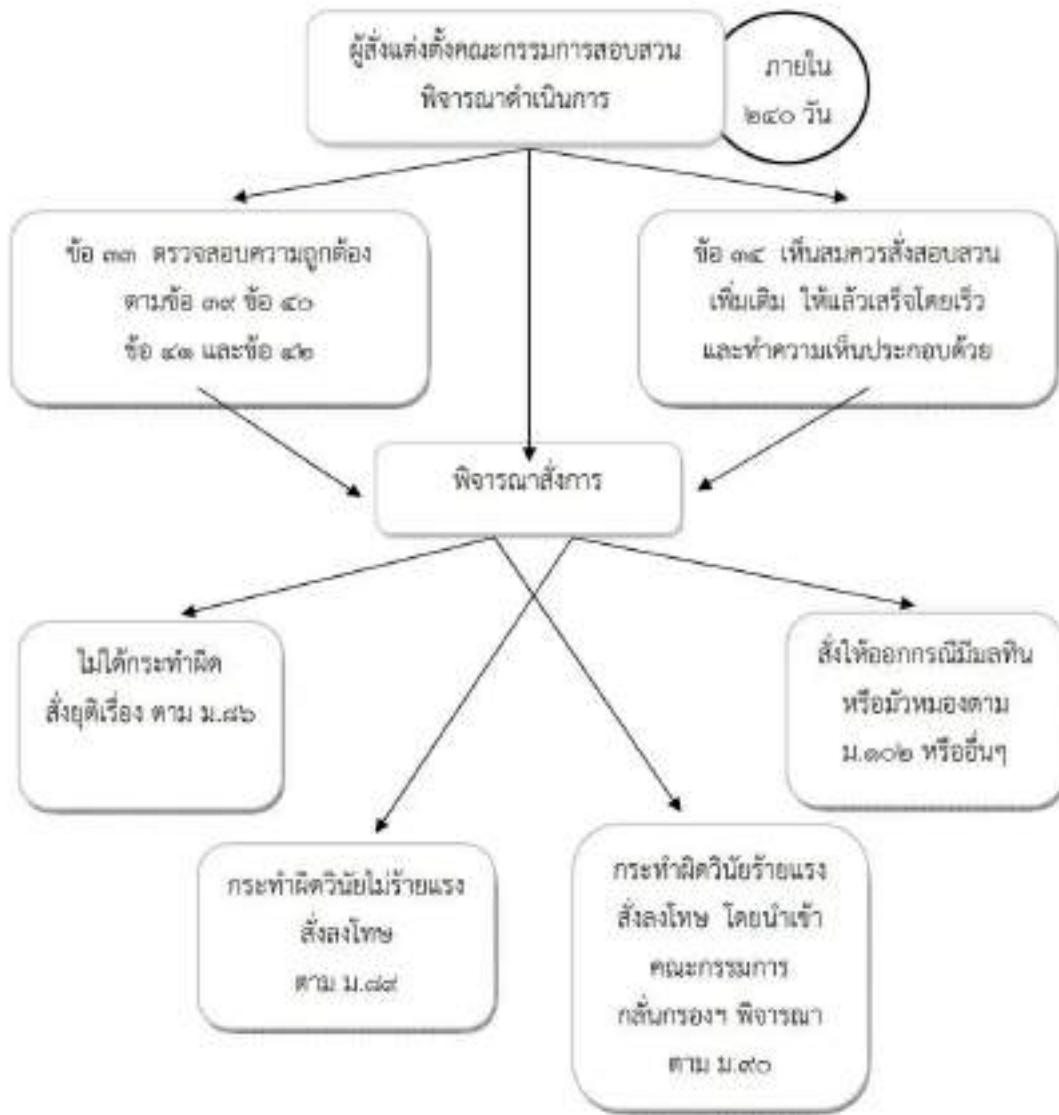 ผู้สั่งแต่งตั้งคณะกรรมการสอบสวน
พิจารณาดำเนินการ
ภายใน
๒๔๐ วัน
ข้อ ๓๓ ตรวจสอบความถูกต้อง
ตามข้อ ๓๙ ข้อ ๔๐
ข้อ ๔๑ และข้อ ๔๒
ข้อ ๓๔ เห็นสมควรสั่งสอบสวน
เพิ่มเติม ให้แล้วเสร็จโดยเร็ว
และทำความเห็นประกอบด้วย
พิจารณาสั่งการ
ไม่ได้กระทำผิด
สั่งยุติเรื่อง ตาม ม.๘๖
สั่งให้ออกกรณีมีมลทิน
หรือมัวหมองตาม
ม.๑๐๒ หรืออื่นๆ
กระทำผิดวินัยไม่ร้ายแรง
สั่งลงโทษ
ตาม ม.๘๙
กระทำผิดวินัยร้ายแรง
สั่งลงโทษ โดยนำเข้า
คณะกรรมการ
กลั่นกรองฯ พิจารณา
ตาม ม.๙๐